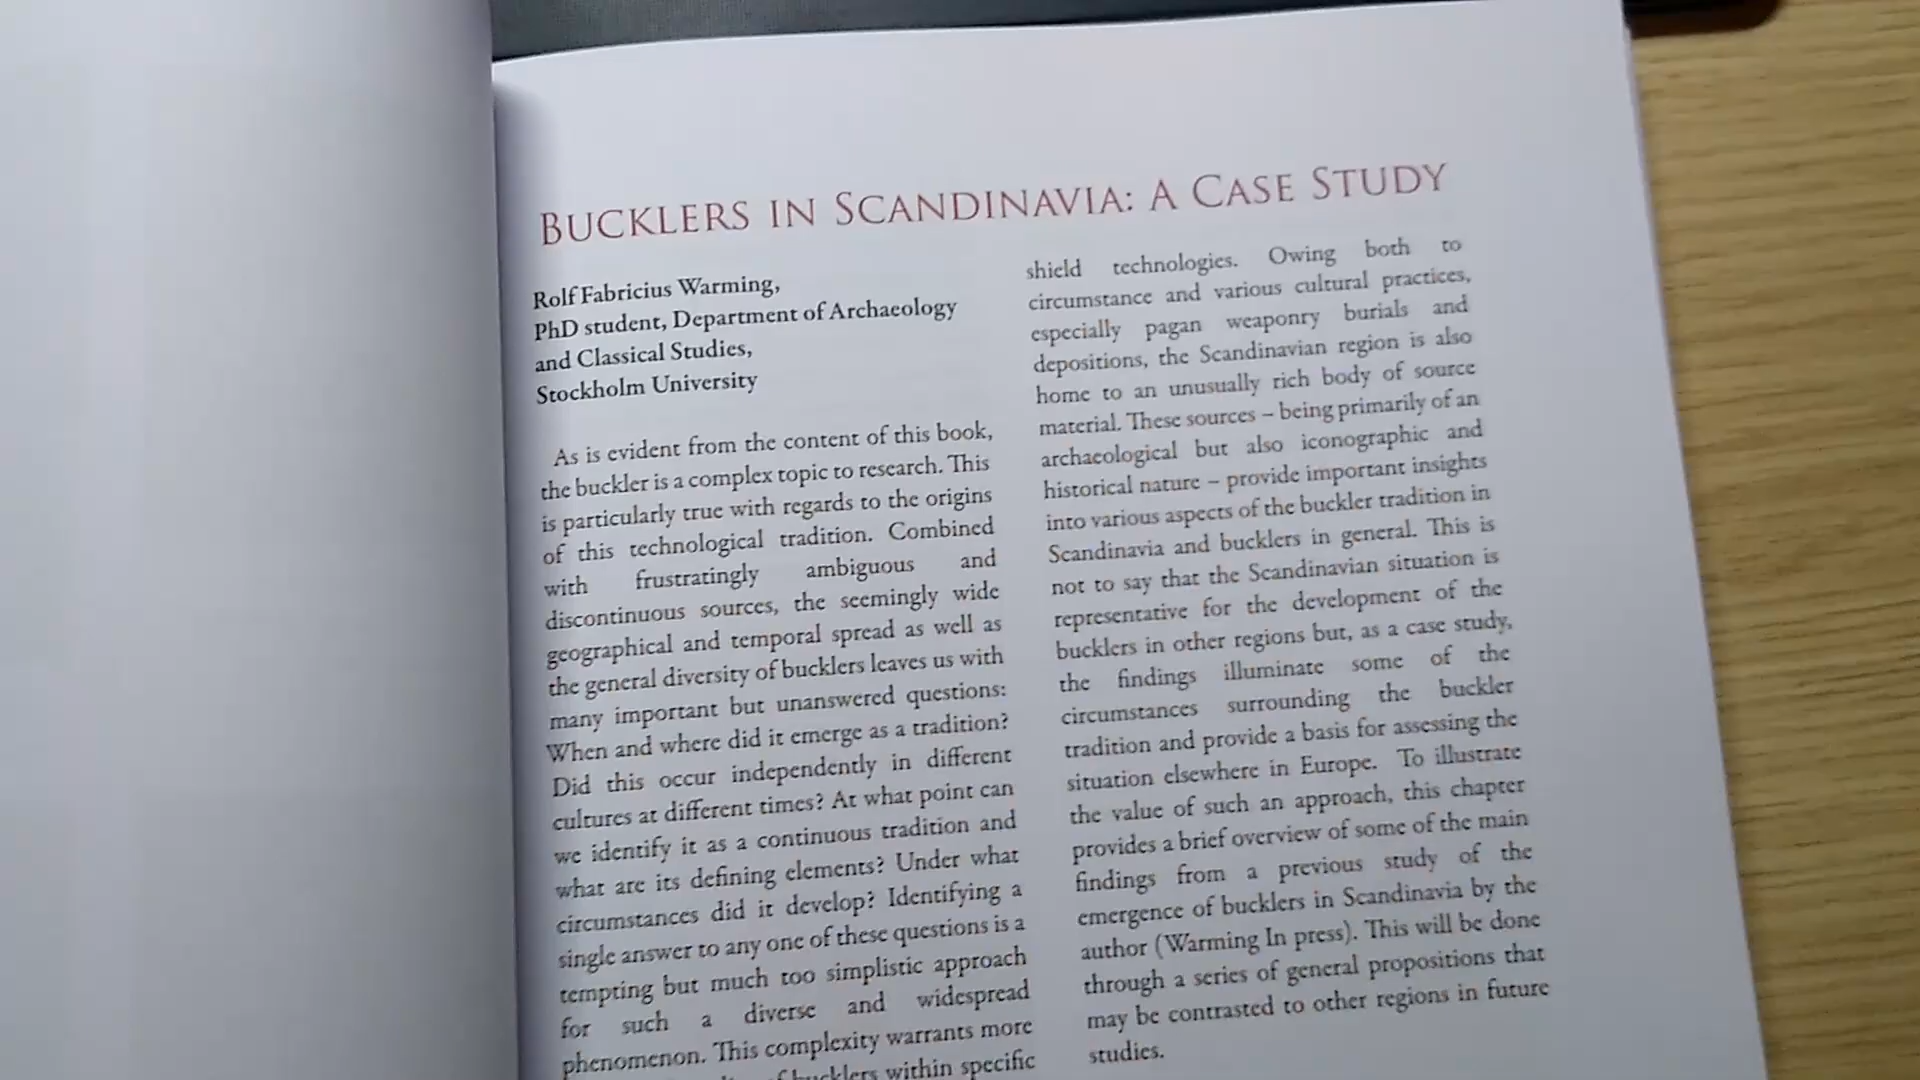 BUCKLERS IN SCANDINAVIA: A CASE STUDY
Rolf Fabricius Warming,
PhD student, Department of Archaeology
and Classical Studies,
Stockholm University
As is evident from the content of this book,
the buckler is a complex topic to research. This
is particularly true with regards to the origins
of this technological tradition. Combined
with frustratingly ambiguous and
discontinuous sources, the seemingly wide
geographical and temporal spread as well as
the general diversity of bucklers leaves us with
many important but unanswered questions:
When and where did it emerge as a tradition?
Did this occur independently in different
cultures at different times? At what point can
we identify it as a continuous tradition and
what are its defining elements? Under what
circumstances did it develop? Identifying a
single answer to any one of these questions is a
tempting but much too simplistic approach
for such a diverse and widespread
phenomenon. This complexity warrants more
bucklers within specific
shield technologies. Owing both to
circumstance and various cultural practices,
especially pagan weaponry burials and
depositions, the Scandinavian region is also
home to an unusually rich body of source
material. These sources – being primarily of an
archaeological but also iconographic and
historical nature – provide important insights
into various aspects of the buckler tradition in
Scandinavia and bucklers in general. This is
not to say that the Scandinavian situation is
representative for the development of the
bucklers in other regions but, as a case study,
the findings illuminate some of the
circumstances surrounding the buckler
tradition and provide a basis for assessing the
situation elsewhere in Europe. To illustrate
the value of such an approach, this chapter
provides a brief overview of some of the main
findings from a previous study of the
emergence of bucklers in Scandinavia by the
author (Warming In press). This will be done
through a series of general propositions that
may be contrasted to other regions in future
studies.